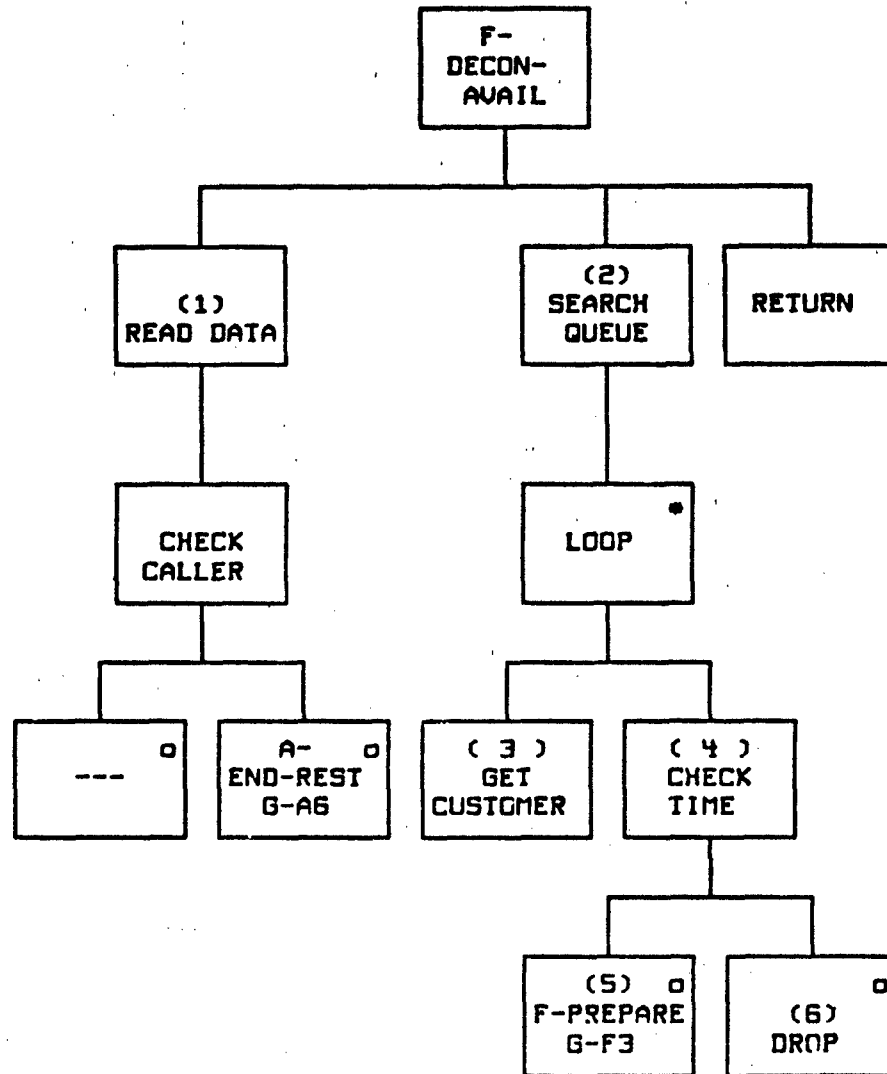 F-
DECON-
AVAIL
(1)
READ DATA
(2)
SEARCH
QUEUE
RETURN
CHECK
CALLER
*
LOOP
---
A-
END-REST
G-A6
( 3 )
GET
CUSTOMER
( 4 )
CHECK
TIME
(5)
F-PREPARE
G-F3
(6)
DROP